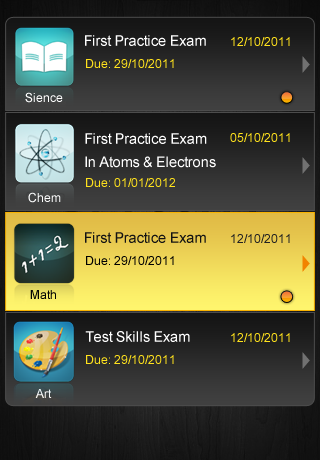 First Practice Exam 12/10/2011
Due: 29/10/2011
Sience
First Practice Exam 05/10/2011
In Atoms & Electrons
Due: 01/01/2012
Chem
First Practice Exam 12/10/2011
1+1=2
Due: 29/10/2011
Math
Test Skills Exam 12/10/2011
Due: 29/10/2011
Art